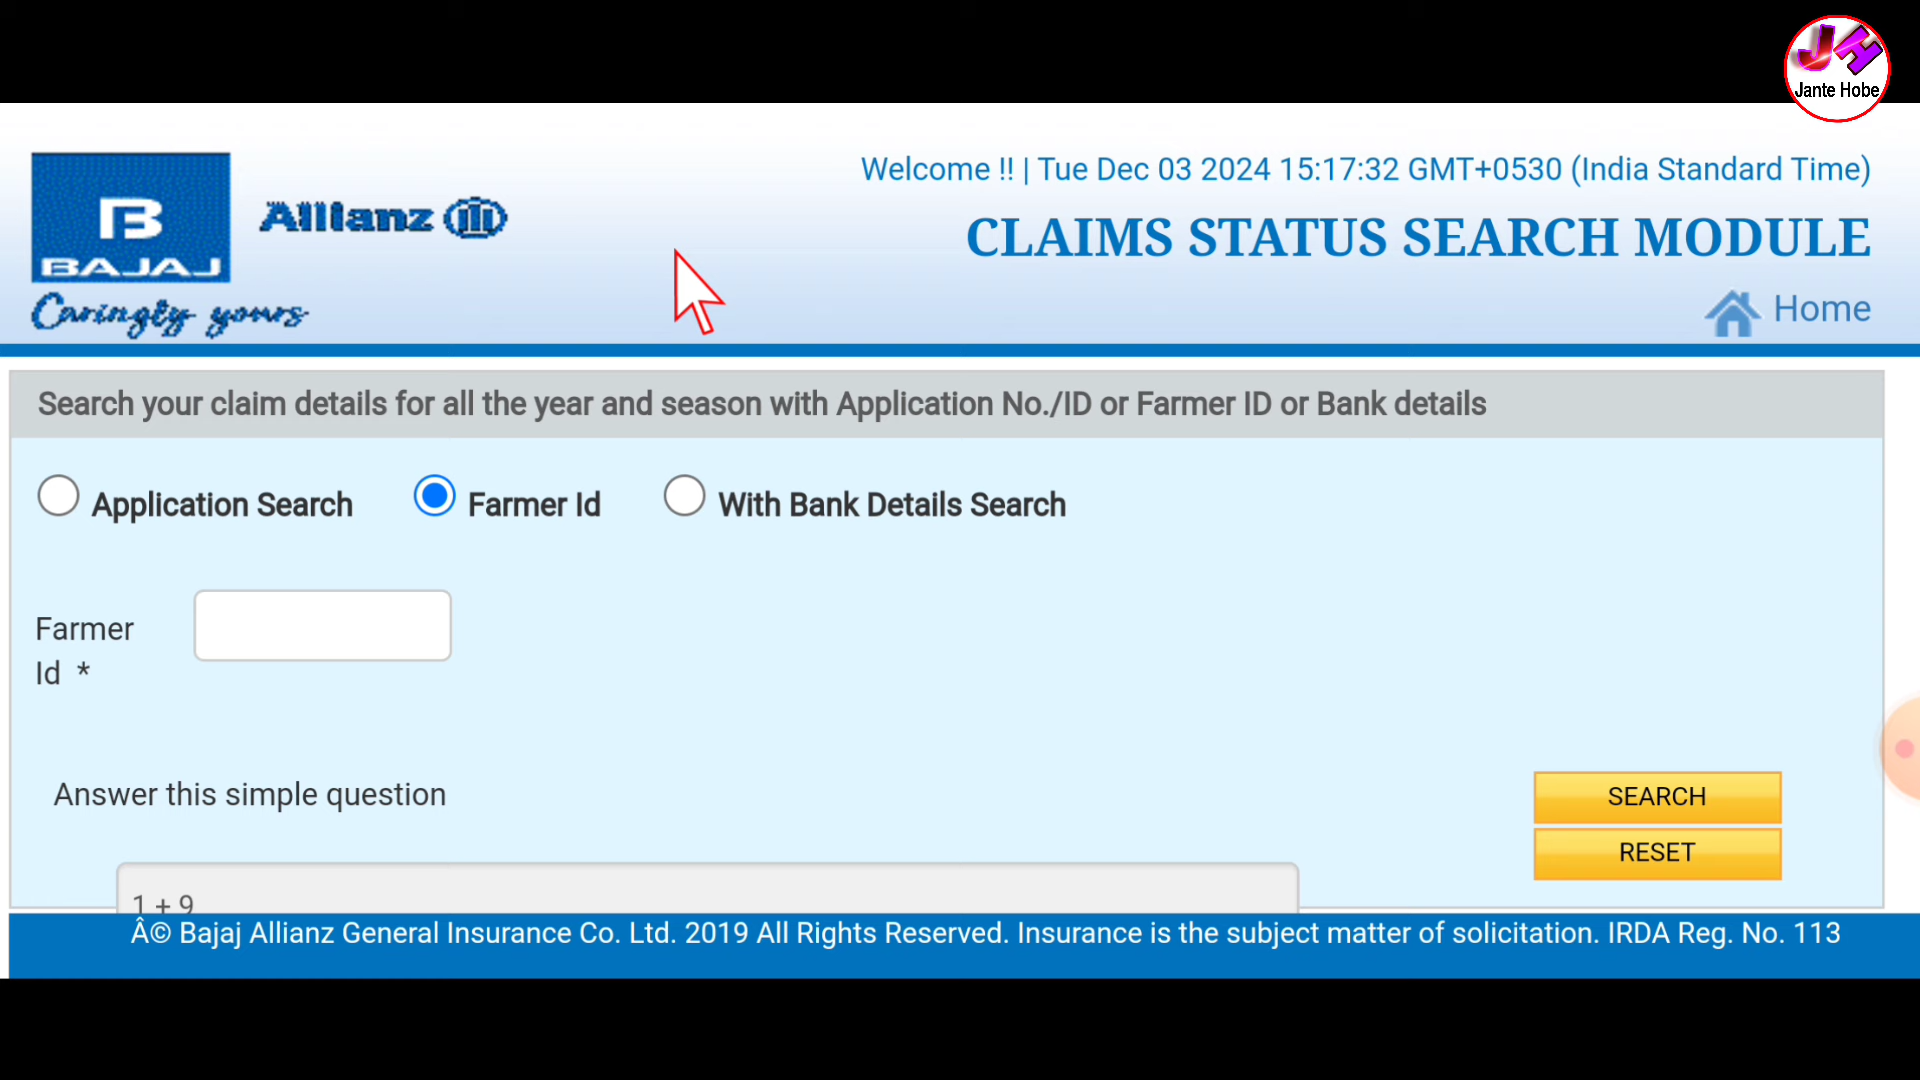 JH
Jante Hobe
Welcome !! | Tue Dec 03 2024 15:17:32 GMT+0530 (India Standard Time)
B
BAJAJ
Allianz
CLAIMS STATUS SEARCH MODULE
Caringly yours
Home
Search your claim details for all the year and season with Application No./ID or Farmer ID or Bank details
Application Search Farmer Id With Bank Details Search
Farmer
Id *
Answer this simple question
SEARCH
RESET
1 + 9
Â© Bajaj Allianz General Insurance Co. Ltd. 2019 All Rights Reserved. Insurance is the subject matter of solicitation. IRDA Reg. No. 113